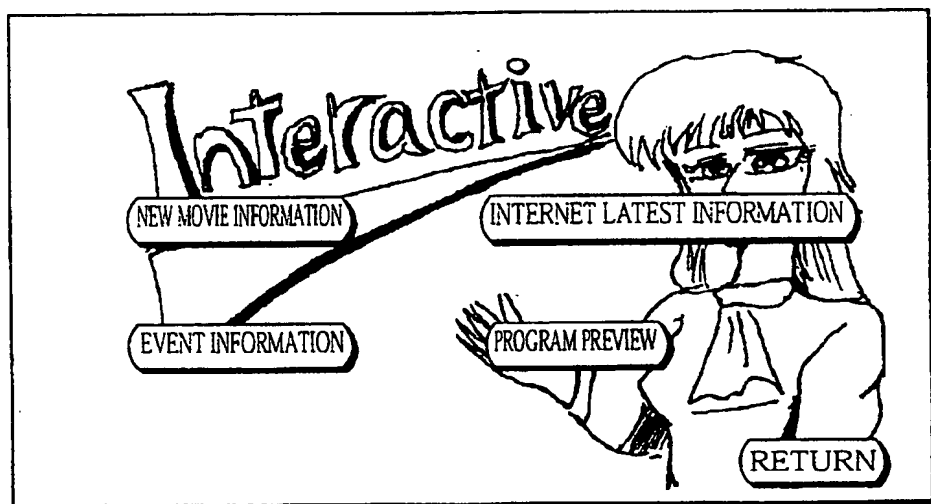 Interactive
NEW MOVIE INFORMATION
INTERNET LATEST INFORMATION
EVENT INFORMATION
PROGRAM PREVIEW
RETURN